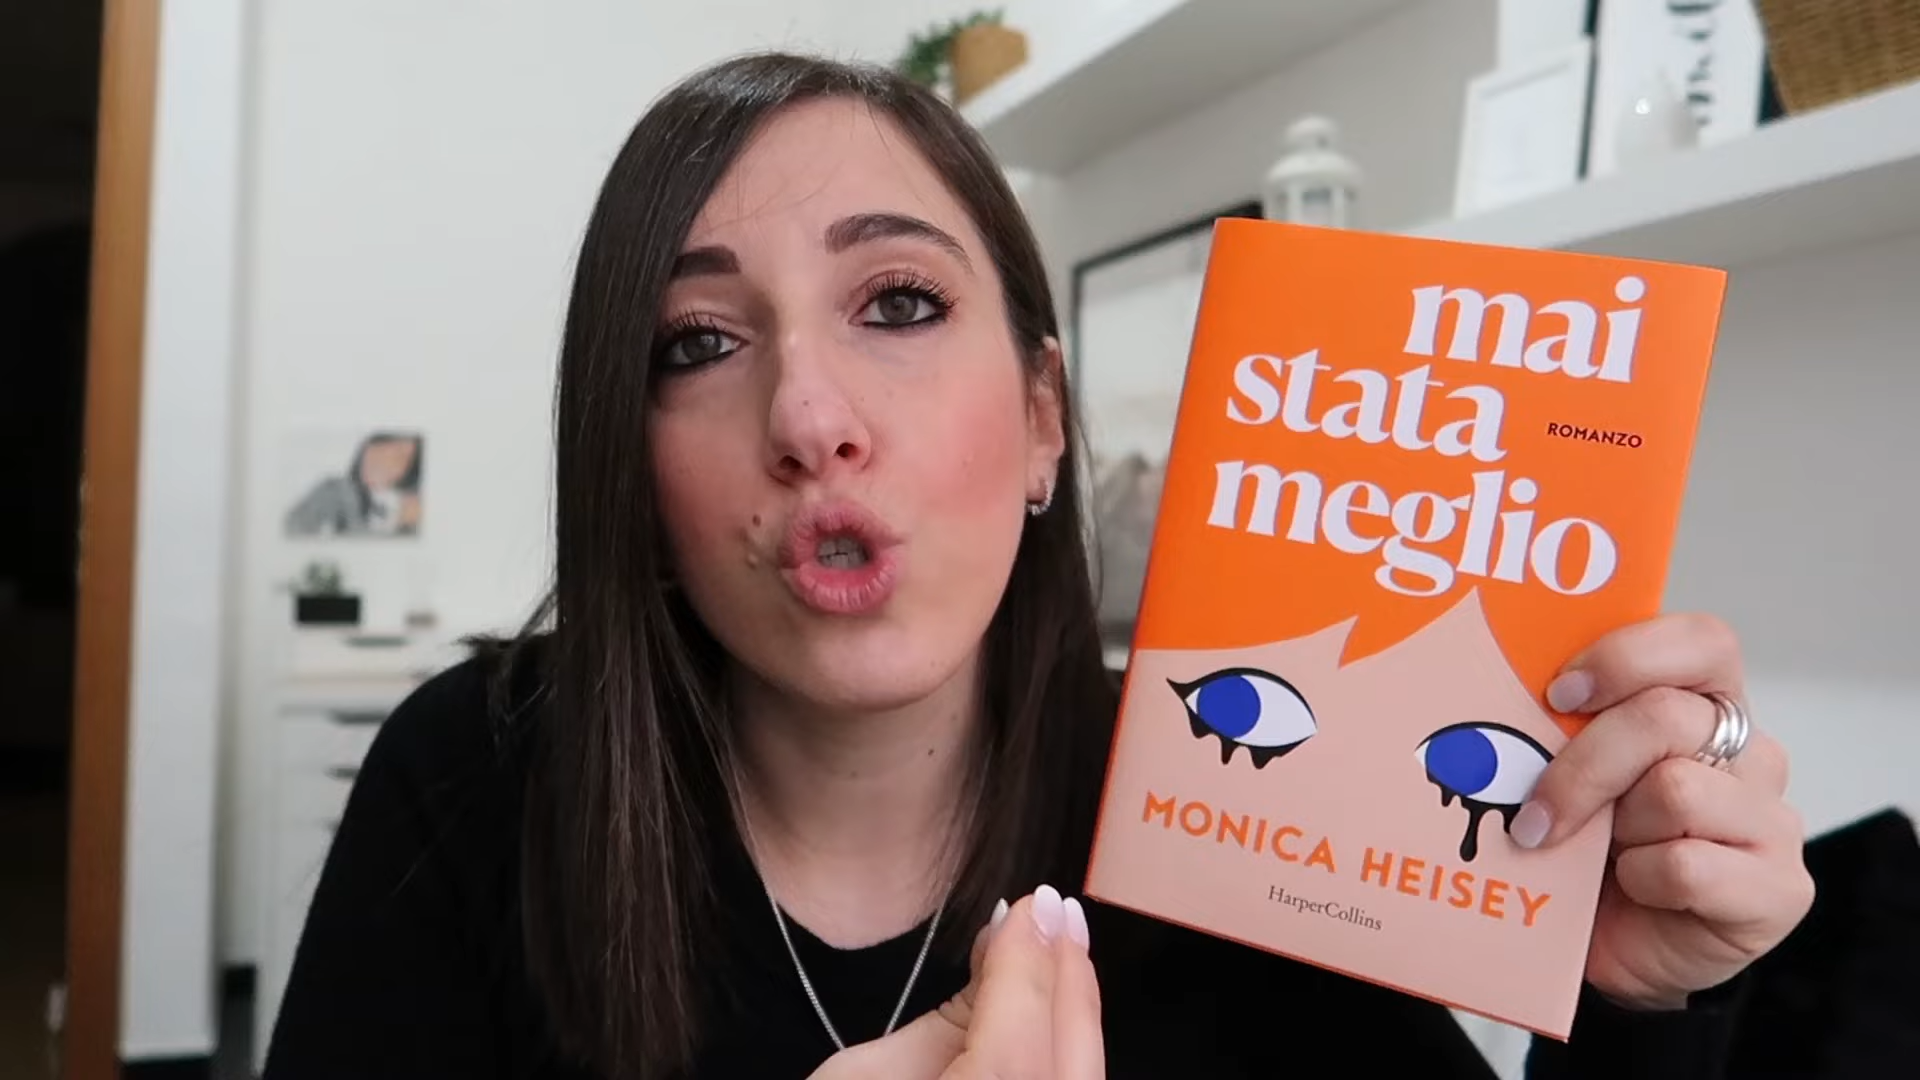 mai
stata
ROMANZO
meglio
MONICA HEISEY
HarperCollins